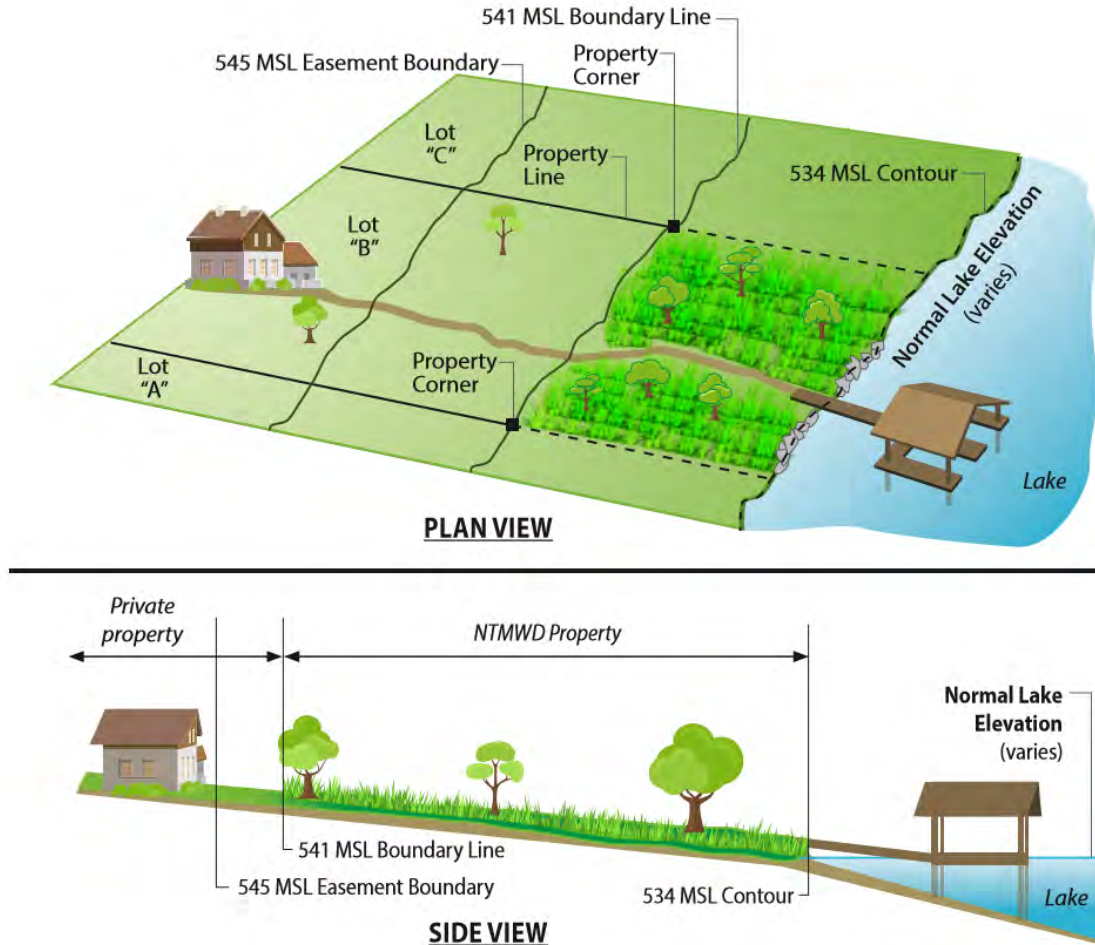 541 MSL Boundary Line
545 MSL Easement Boundary
Property
Corner
Lot
"C"
Property
Line
534 MSL Contour
Lot
"B"
Normal Lake Elevation
(varies)
Property
Corner
Lot
"A"
Lake
PLAN VIEW
Private
property
NTMWD Property
Normal Lake
Elevation
(varies)
541 MSL Boundary Line
545 MSL Easement Boundary
534 MSL Contour
Lake
SIDE VIEW